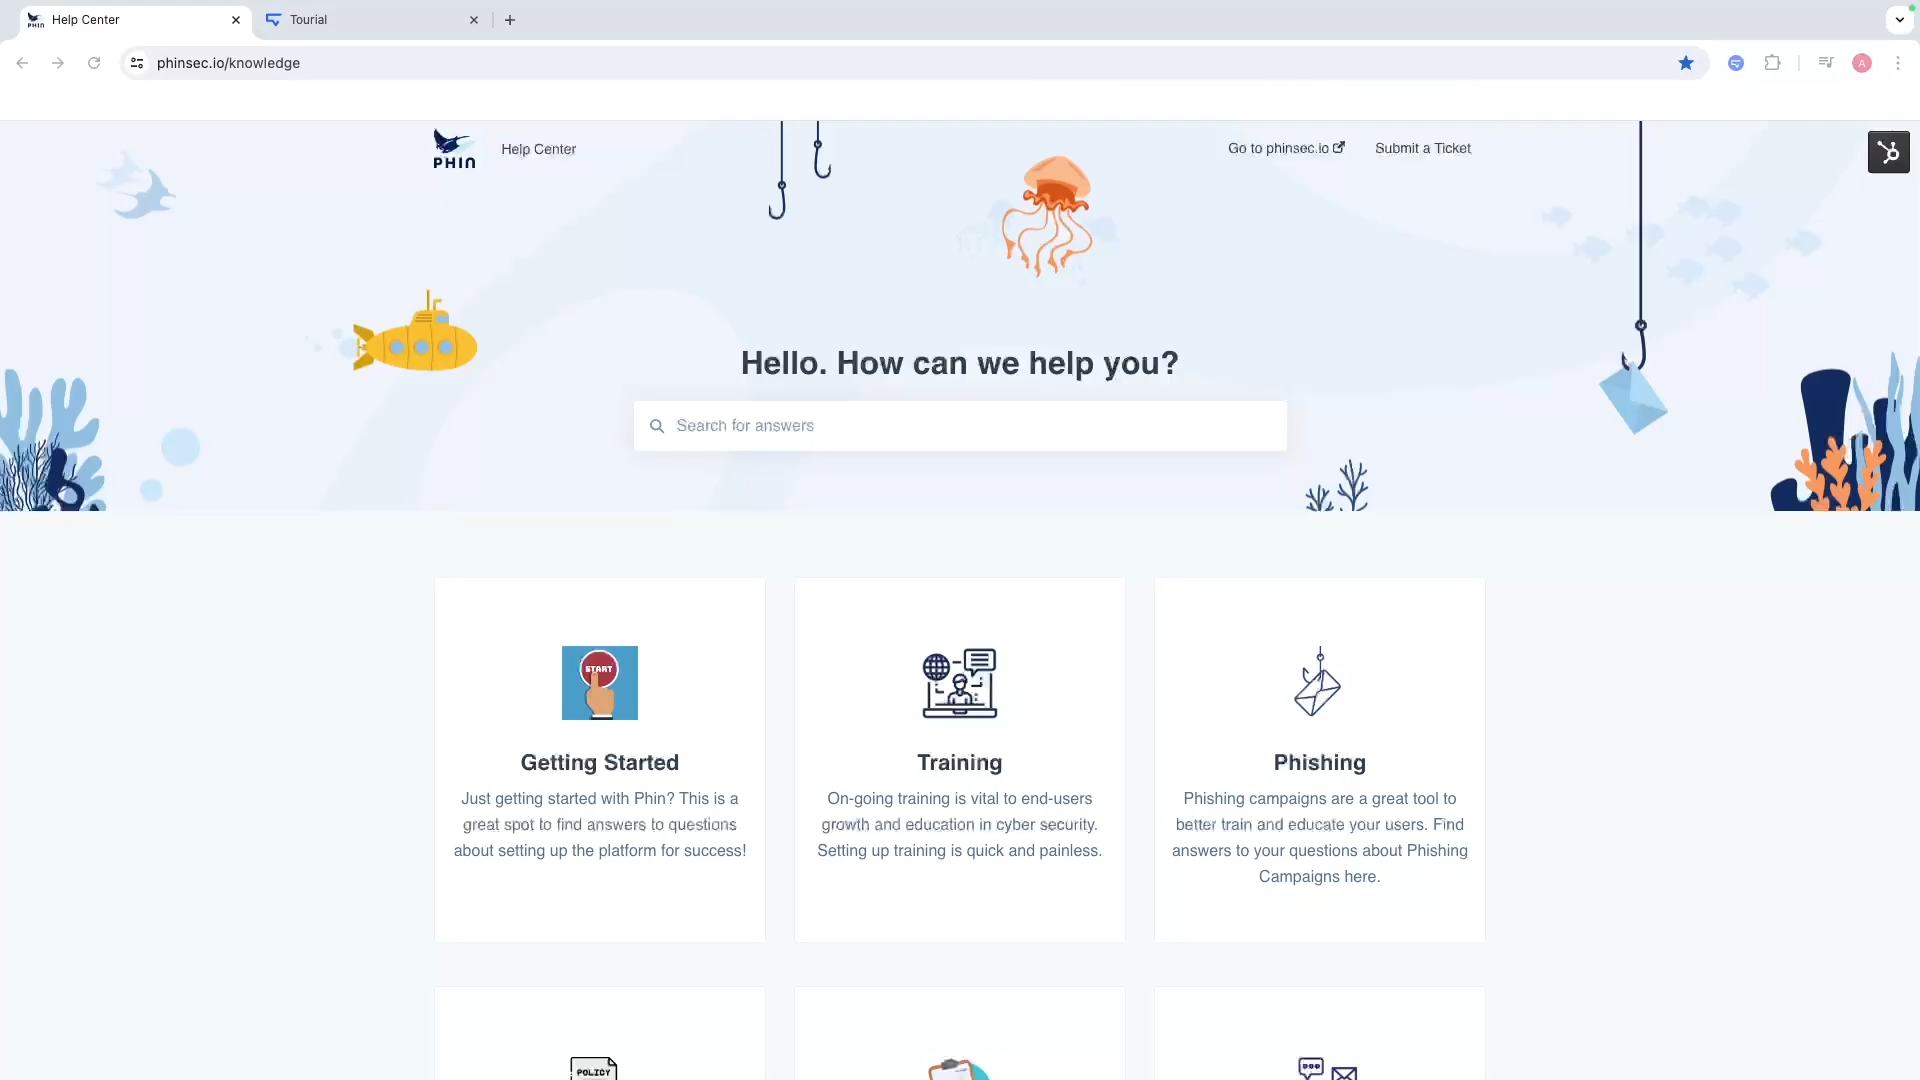 Help Center
Tourial
phinsec.io/knowledge
A
PHIN
Help Center
Go to phinsec.io
Submit a Ticket
Hello. How can we help you?
Search for answers
START
Getting Started
Just getting started with Phin? This is a
great spot to find answers to questions
about setting up the platform for success!
Training
On-going training is vital to end-users
growth and education in cyber security.
Setting up training is quick and painless.
Phishing
Phishing campaigns are a great tool to
better train and educate your users. Find
answers to your questions about Phishing
Campaigns here.
POLICY